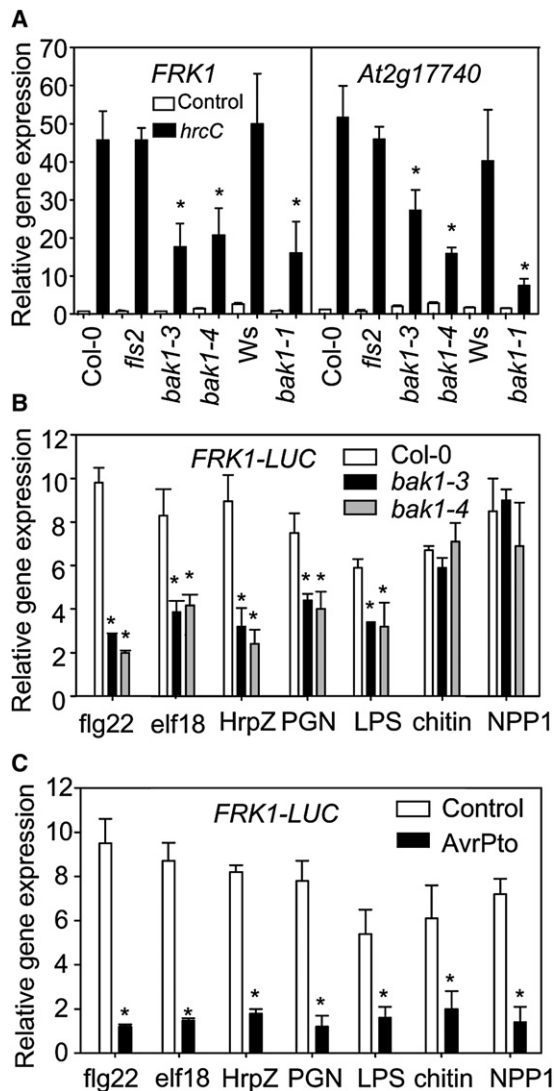 A
Relative gene expression
70
60
50
40
30
20
10
0
FRK1
Control
hrcC
At2g17740
* * * * * *
Col-0 fls2 bak1-3 bak1-4 Ws bak1-1 Col-0 fls2 bak1-3 bak1-4 Ws bak1-1
B
Relative gene expression
12
10
8
6
4
2
0
FRK1-LUC
Col-0
bak1-3
bak1-4
* * * * * * * * * *
flg22 elf18 HrpZ PGN LPS chitin NPP1
C
Relative gene expression
12
10
8
6
4
2
0
FRK1-LUC
Control
AvrPto
* * * * * * *
flg22 elf18 HrpZ PGN LPS chitin NPP1